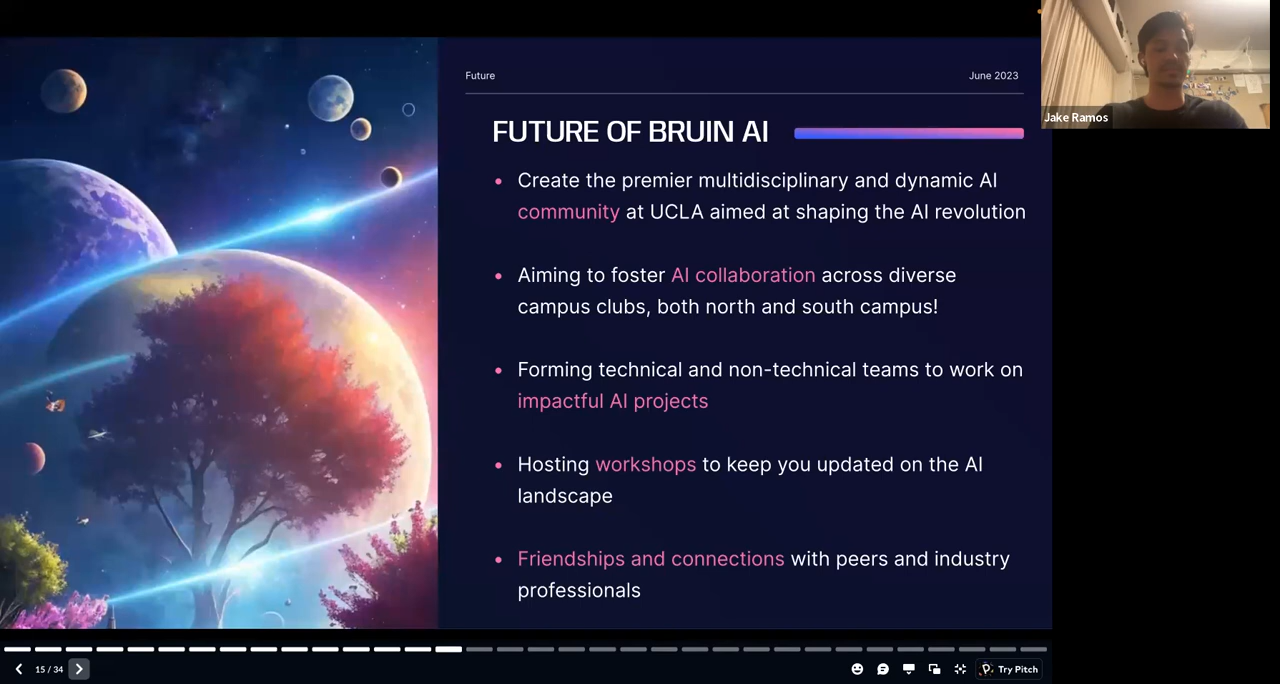 Future
June 2023
Jake Ramos
FUTURE OF BRUIN AI
• Create the premier multidisciplinary and dynamic AI
community at UCLA aimed at shaping the AI revolution
• Aiming to foster AI collaboration across diverse
campus clubs, both north and south campus!
• Forming technical and non-technical teams to work on
impactful AI projects
• Hosting workshops to keep you updated on the AI
landscape
• Friendships and connections with peers and industry
professionals
15 / 34
Try Pitch